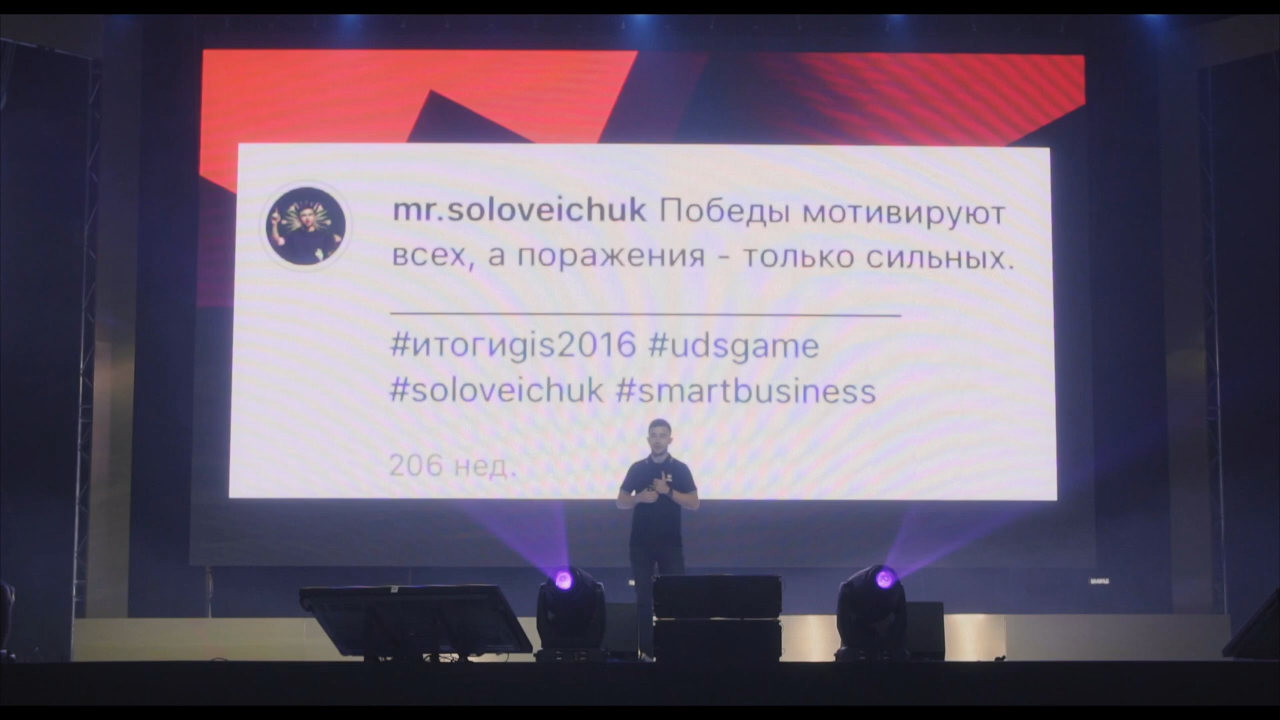 mr.soloveichuk Победы мотивируют
всех, а поражения - только сильных.
#итогиgis2016 #udsgame
#soloveichuk #smartbusiness
206 нед.